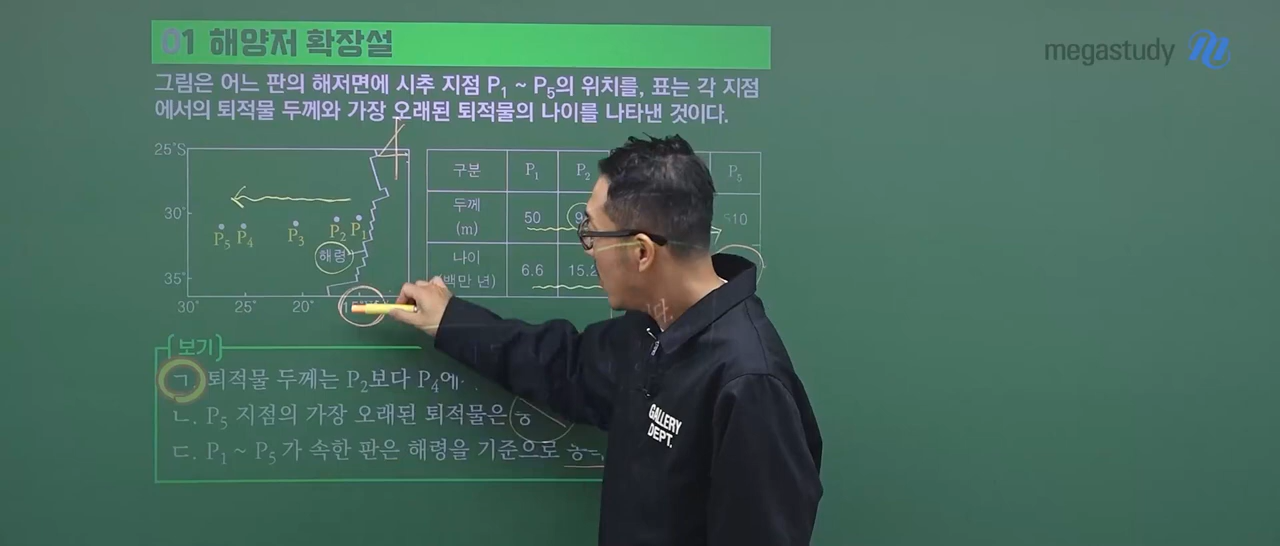 01 해양저 확장설
megastudy
그림은 어느 판의 해저면에 시추 지점 P₁ ~ P₅의 위치를, 표는 각 지점
에서의 퇴적물 두께와 가장 오래된 퇴적물의 나이를 나타낸 것이다.
25°S
30°
35°
P₅ P₄ P₃ P₂ P₁
해령
30° 25° 20° 15°
구분 P₁ P₂ P₅
두께
(m) 50 510
나이
(백만 년) 6.6 15.2
[보기]
ㄱ. 퇴적물 두께는 P₂보다 P₄에
ㄴ. P₅ 지점의 가장 오래된 퇴적물은
ㄷ. P₁ ~ P₅가 속한 판은 해령을 기준으로
GALLERY
DEPT.